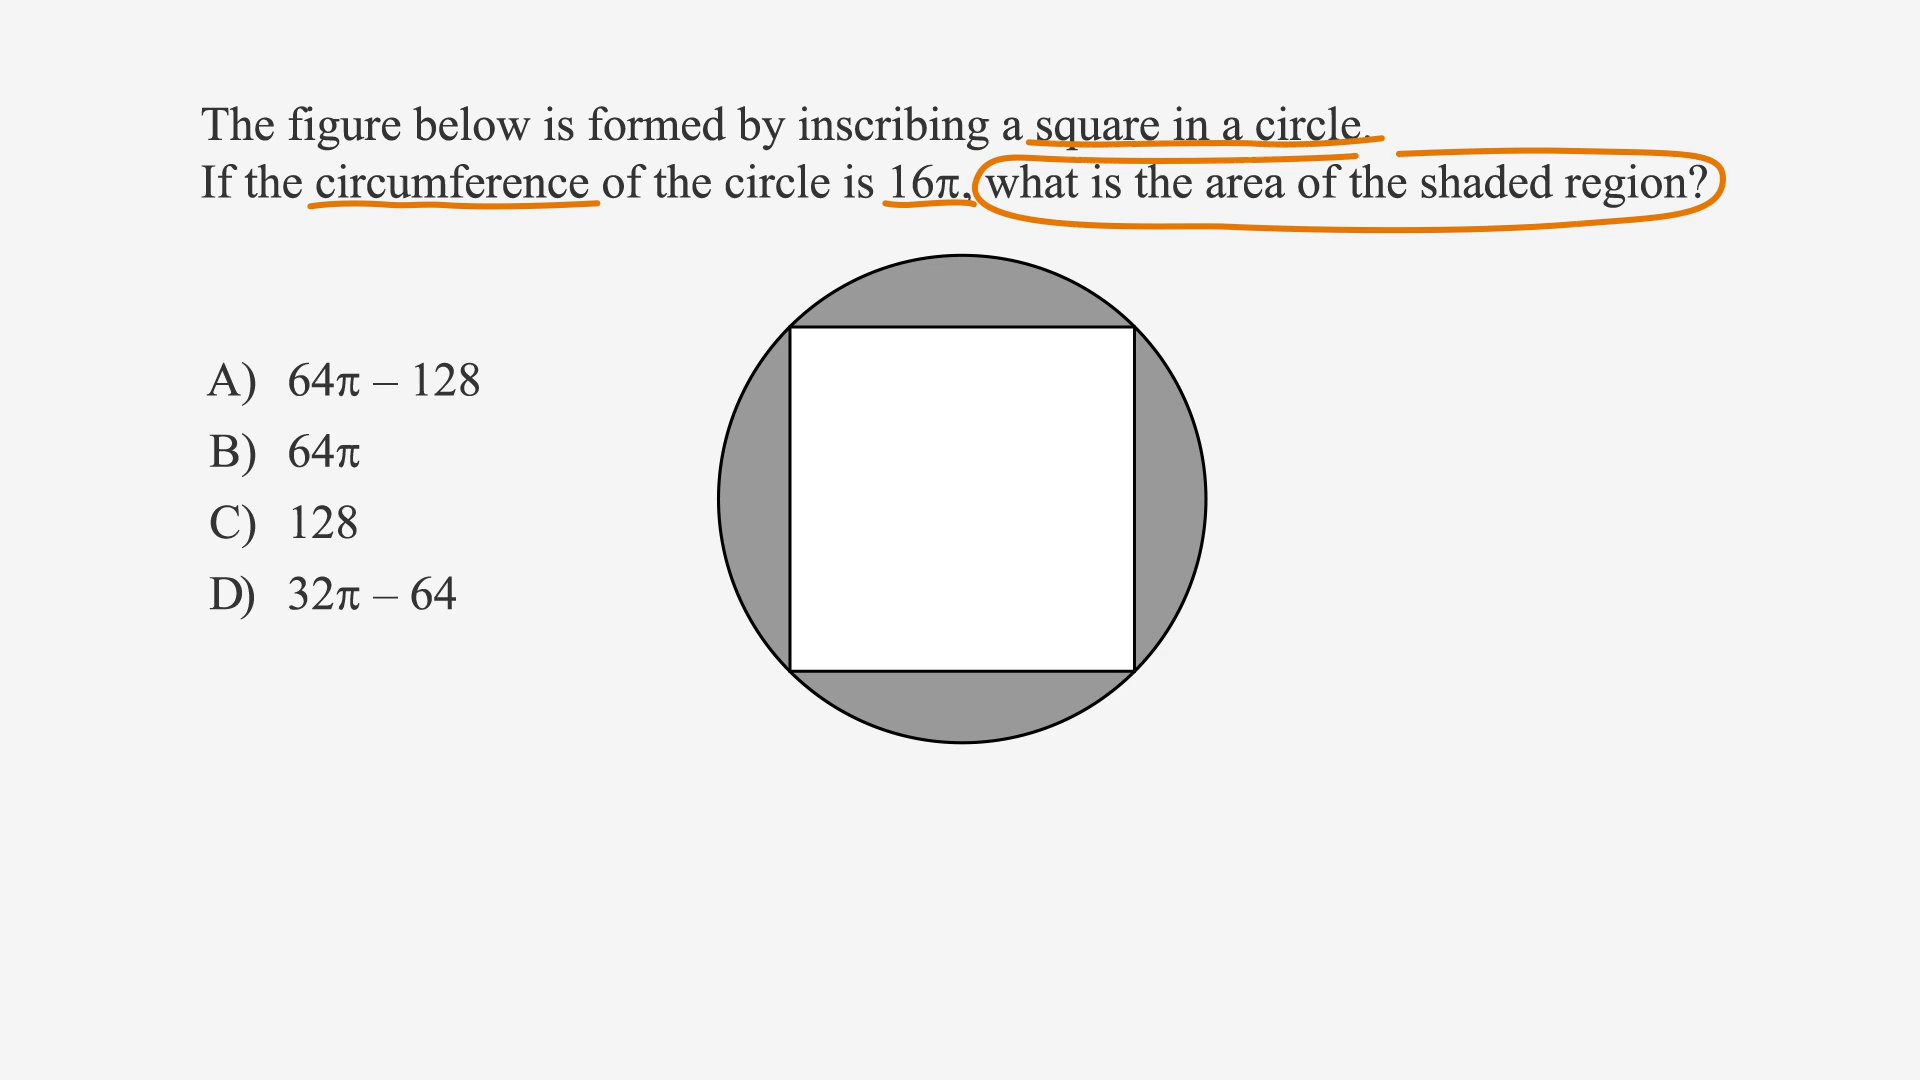 The figure below is formed by inscribing a square in a circle.
If the circumference of the circle is 16π, what is the area of the shaded region?
A) 64π – 128
B) 64π
C) 128
D) 32π – 64